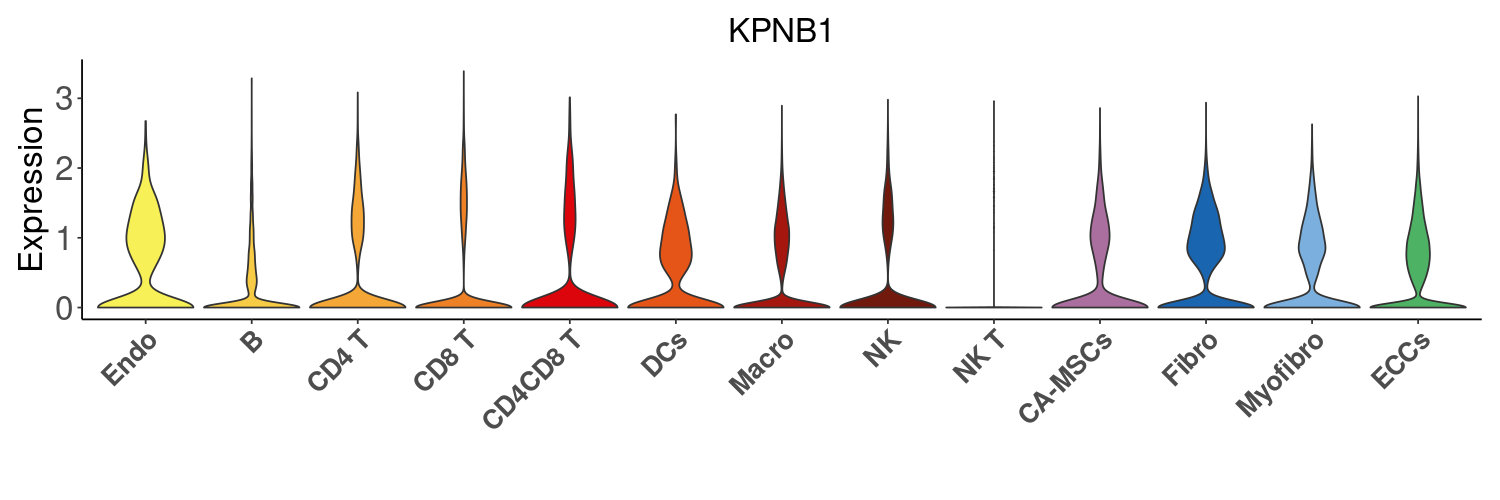 KPNB1
Expression
3
2
1
0
Endo
B
CD4 T
CD8 T
CD4CD8 T
DCs
Macro
NK
NK T
CA-MSCs
Fibro
Myofibro
ECCs